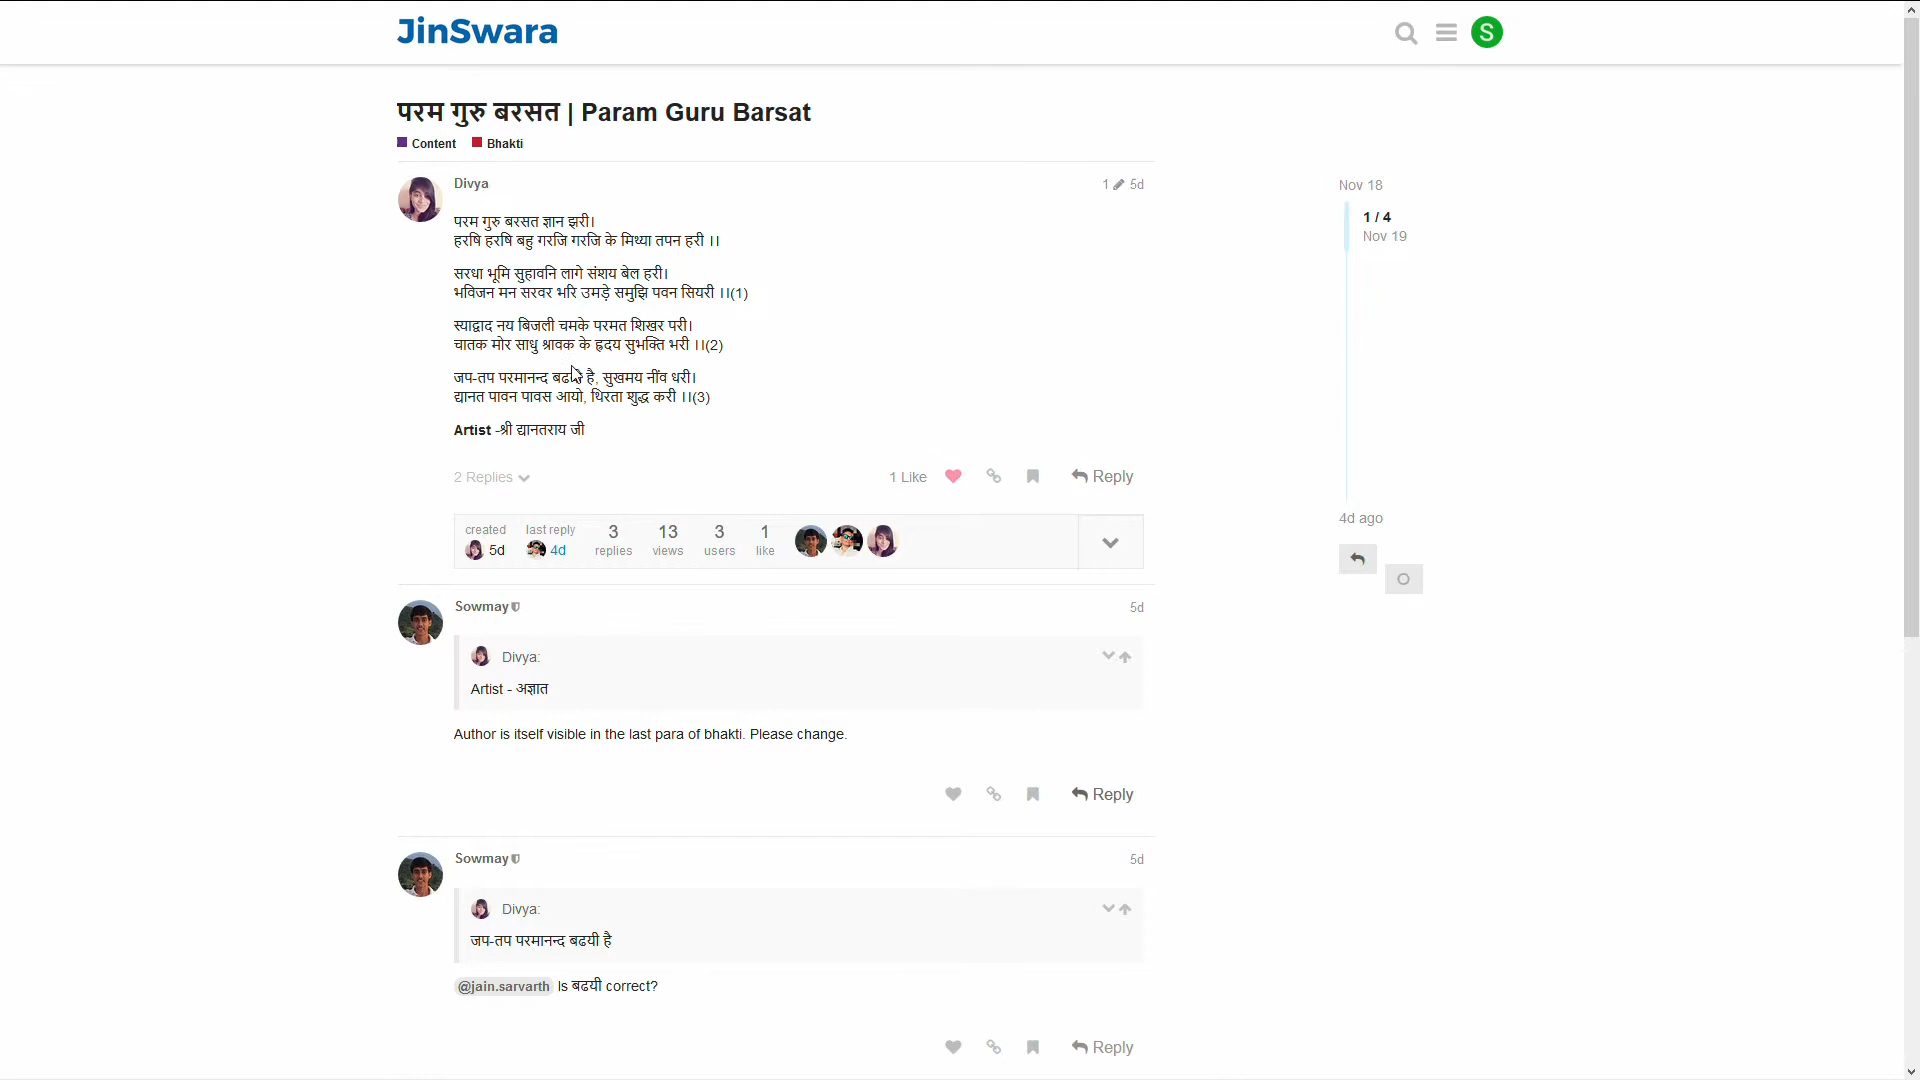 JinSwara
S
परम गुरु बरसत | Param Guru Barsat
Content Bhakti
Divya 1 5d
परम गुरु बरसत ज्ञान झरी।
हरषि हरषि बहु गरजि गरजि के मिथ्या तपन हरी ।।
सरधा भूमि सुहावनि लागे संशय बेल हरी।
भविजन मन सरवर भरि उमड़े समुझि पवन सियरी ।।(1)
स्याद्वाद नय बिजली चमके परमत शिखर परी।
चातक मोर साधु श्रावक के ह्रदय सुभक्ति भरी ।।(2)
जप-तप परमानन्द है, सुखमय नींव धरी।
द्यानत पावन पावस आयो, थिरता शुद्ध करी ।।(3)
Artist -श्री द्यानतराय जी
2 Replies 1 Like Reply
created last reply 3 13 3 1
5d 4d replies views users like
Sowmay 5d
Divya:
Artist - अज्ञात
Author is itself visible in the last para of bhakti. Please change.
Reply
Sowmay 5d
Divya:
जप-तप परमानन्द बढयी है
@jain.sarvarth Is बढयी correct?
Reply
Nov 18
1 / 4
Nov 19
4d ago